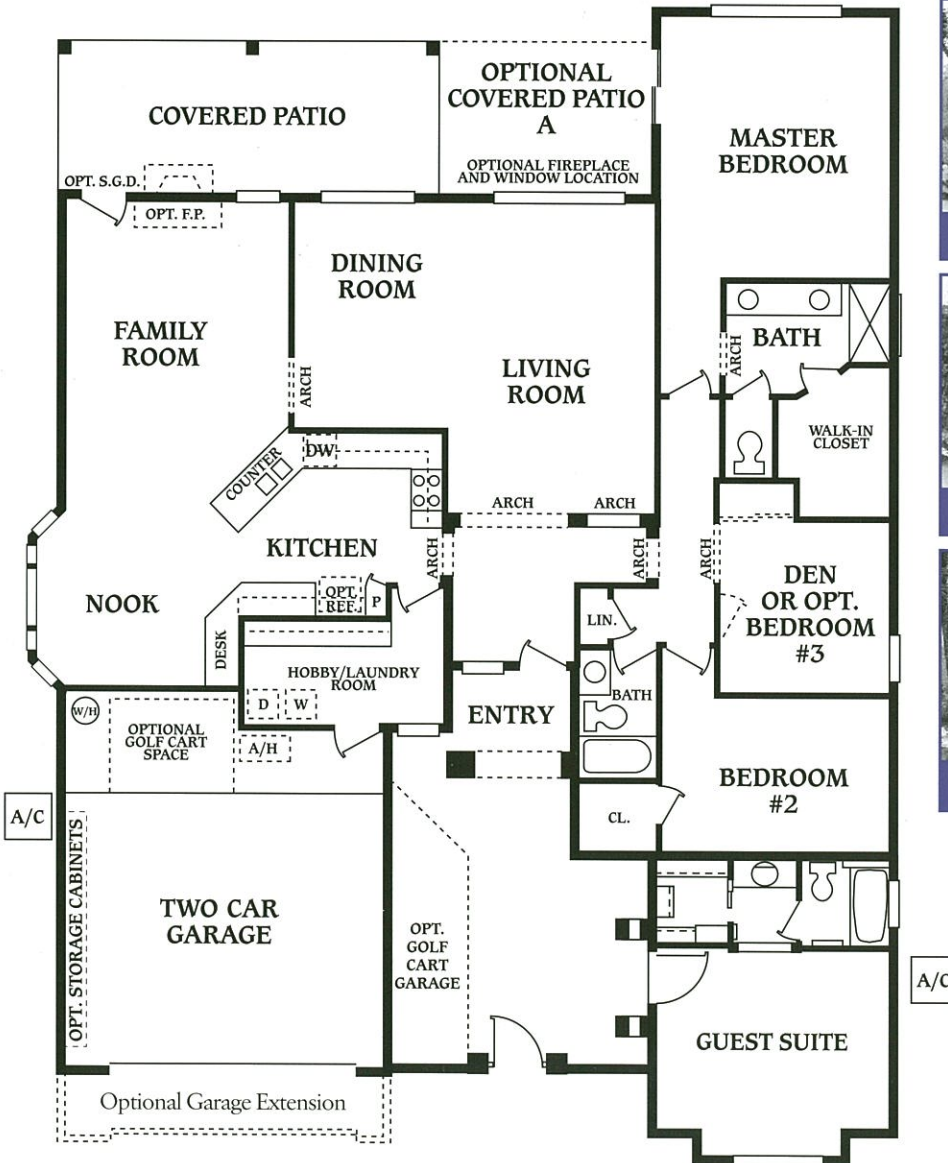 OPTIONAL
COVERED PATIO
A
COVERED PATIO
MASTER
BEDROOM
OPTIONAL FIREPLACE
AND WINDOW LOCATION
OPT. S.G.D.
OPT. F.P.
DINING
ROOM
FAMILY
ROOM
BATH
ARCH
LIVING
ROOM
ARCH
WALK-IN
CLOSET
DW
COUNTER
ARCH
ARCH
KITCHEN
ARCH
ARCH
ARCH
DEN
OR OPT.
BEDROOM
#3
NOOK
OPT.
REF.
P
LIN.
DESK
HOBBY/LAUNDRY
ROOM
D
W
BATH
W/H
ENTRY
OPTIONAL
GOLF CART
SPACE
A/H
BEDROOM
#2
A/C
CL.
OPT. STORAGE CABINETS
TWO CAR
GARAGE
OPT.
GOLF
CART
GARAGE
A/C
GUEST SUITE
Optional Garage Extension